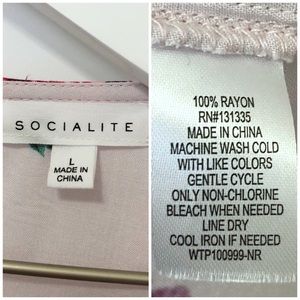 SOCIALITE
L
MADE IN
CHINA
100% RAYON
RN#131335
MADE IN CHINA
MACHINE WASH COLD
WITH LIKE COLORS
GENTLE CYCLE
ONLY NON-CHLORINE
BLEACH WHEN NEEDED
LINE DRY
COOL IRON IF NEEDED
WTP100999-NR